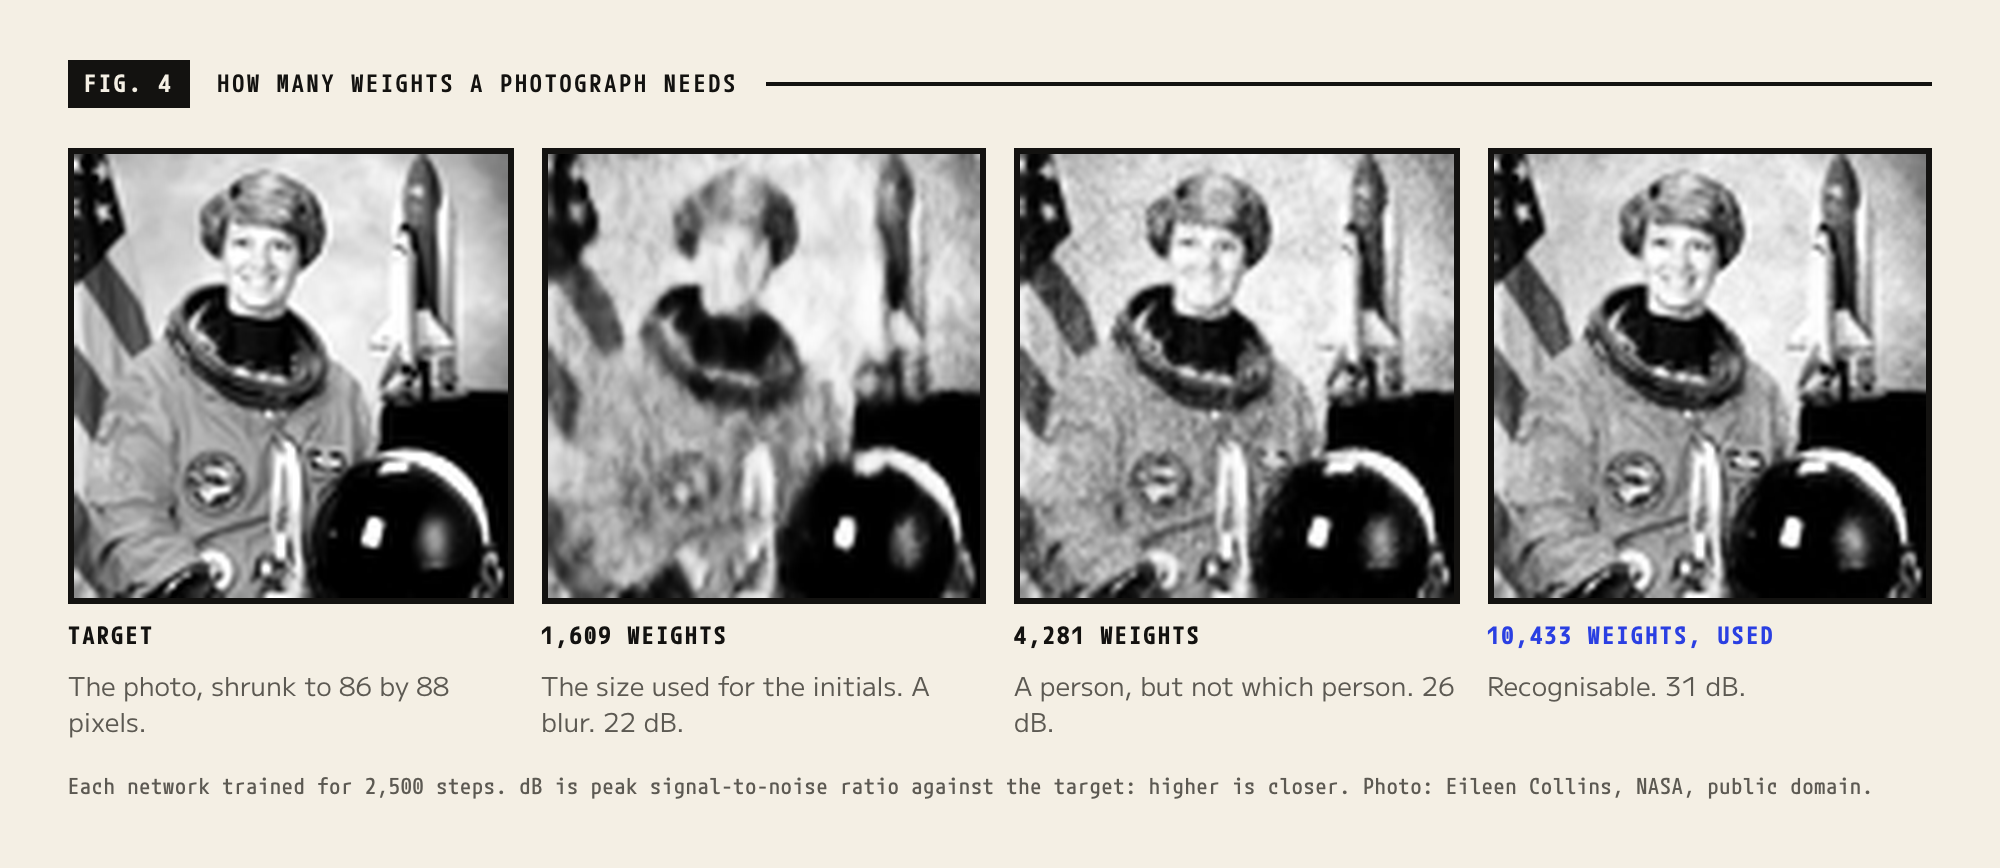 FIG. 4
HOW MANY WEIGHTS A PHOTOGRAPH NEEDS
TARGET
The photo, shrunk to 86 by 88
pixels.
1,609 WEIGHTS
The size used for the initials. A
blur. 22 dB.
4,281 WEIGHTS
A person, but not which person. 26
dB.
10,433 WEIGHTS, USED
Recognisable. 31 dB.
Each network trained for 2,500 steps. dB is peak signal-to-noise ratio against the target: higher is closer. Photo: Eileen Collins, NASA, public domain.